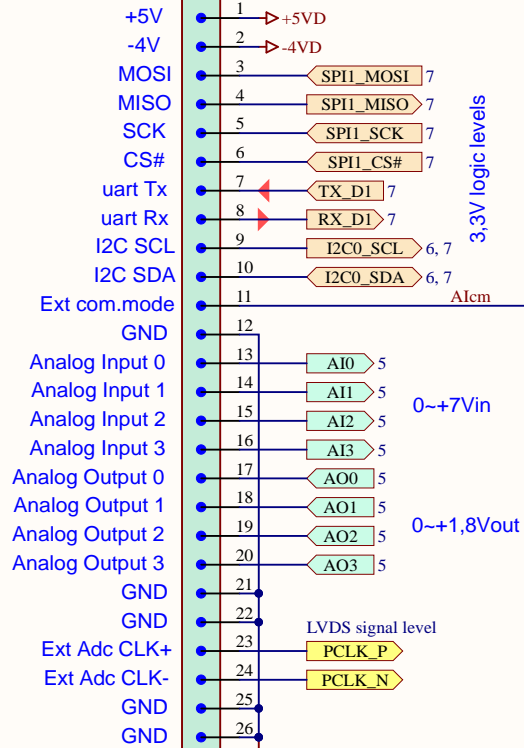 +5V 1 +5VD
-4V 2 -4VD
MOSI 3 SPI1_MOSI 7
MISO 4 SPI1_MISO 7
SCK 5 SPI1_SCK 7
CS# 6 SPI1_CS# 7
uart Tx 7 TX_D1 7
uart Rx 8 RX_D1 7
3,3V logic levels
I2C SCL 9 I2C0_SCL 6, 7
I2C SDA 10 I2C0_SDA 6, 7
Ext com.mode 11 AIcm
GND 12
Analog Input 0 13 AI0 5
Analog Input 1 14 AI1 5
0~+7Vin
Analog Input 2 15 AI2 5
Analog Input 3 16 AI3 5
Analog Output 0 17 AO0 5
Analog Output 1 18 AO1 5
0~+1,8Vout
Analog Output 2 19 AO2 5
Analog Output 3 20 AO3 5
GND 21
GND 22
LVDS signal level
Ext Adc CLK+ 23 PCLK_P
Ext Adc CLK- 24 PCLK_N
GND 25
GND 26